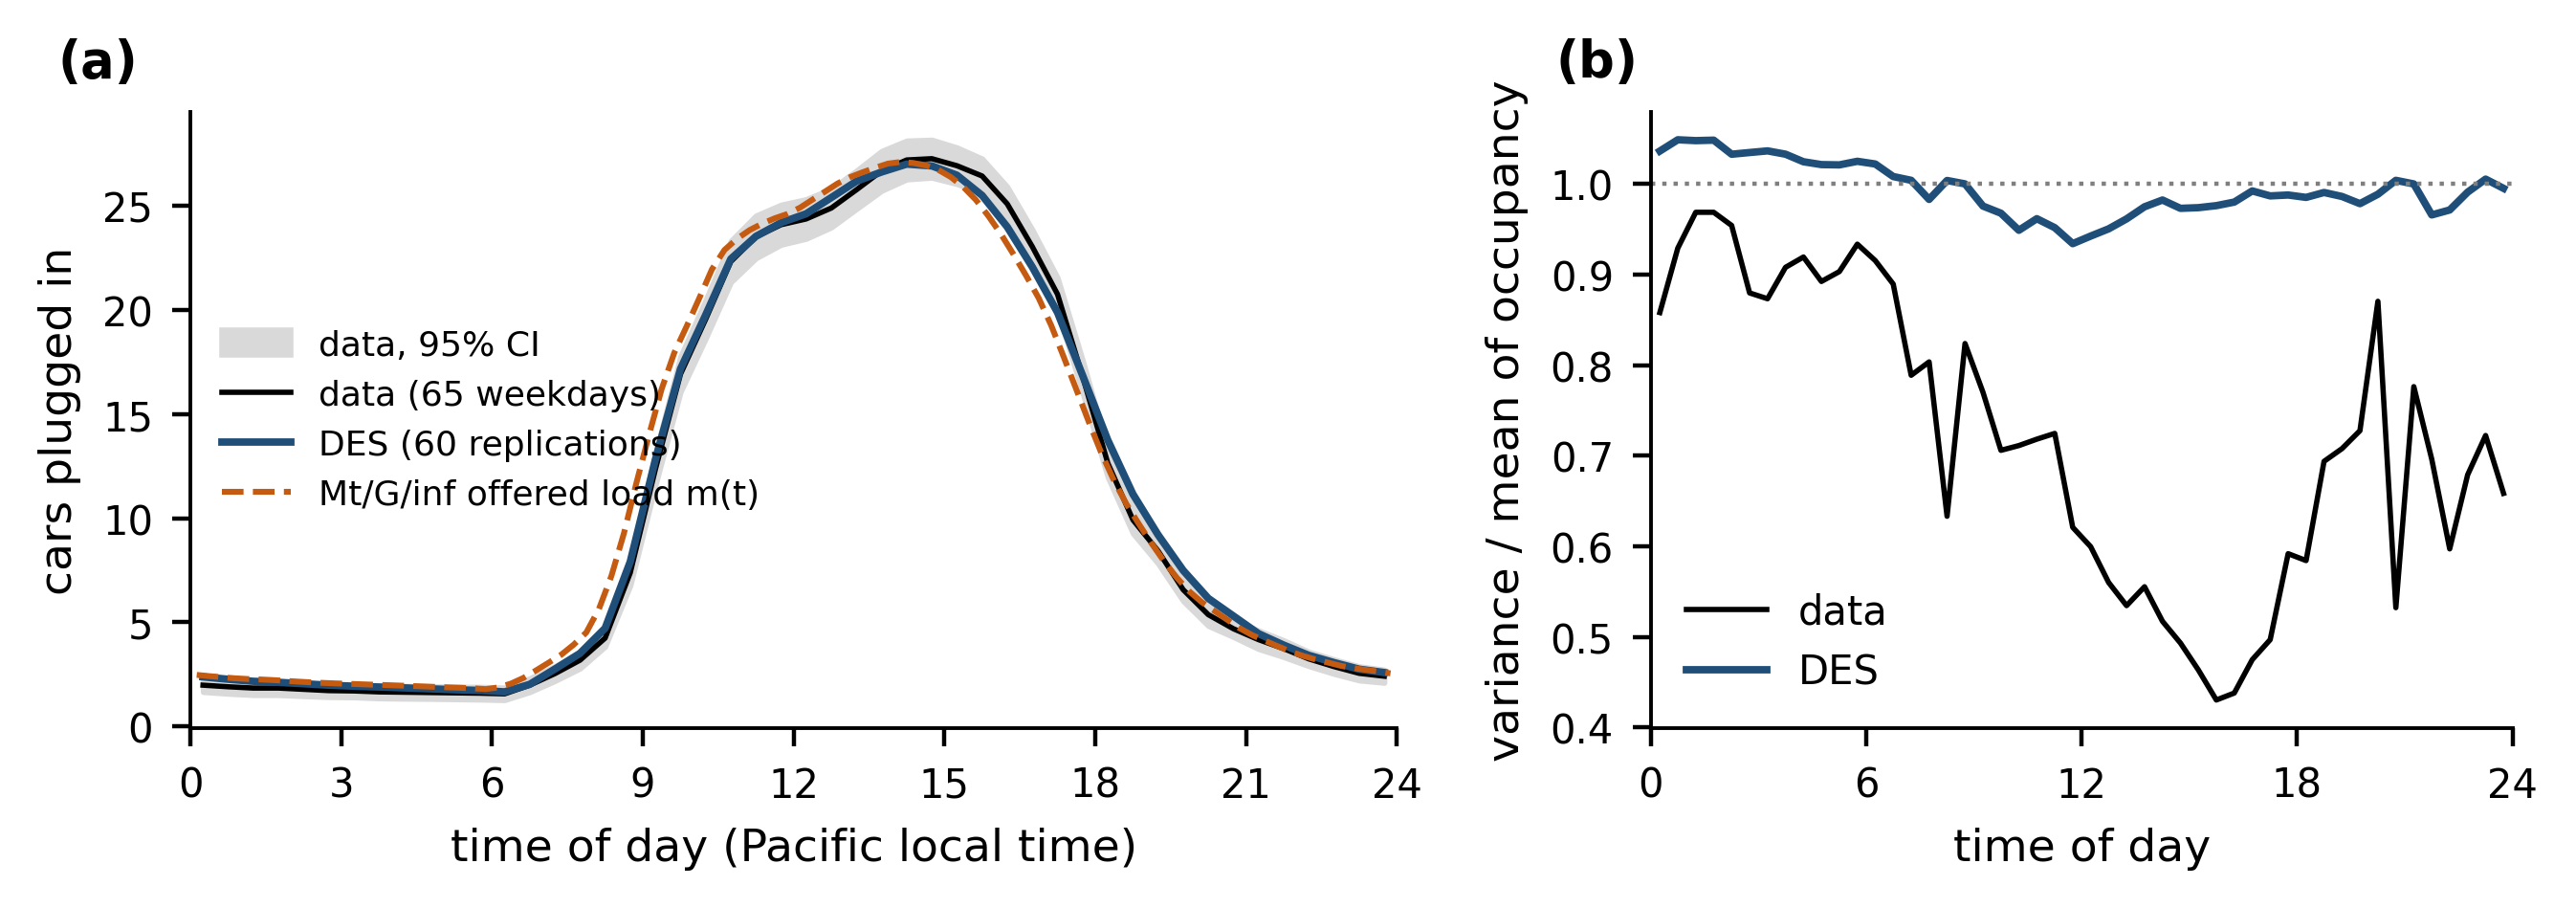 (a)
cars plugged in
25
20
15
10
5
0
data, 95% CI
data (65 weekdays)
DES (60 replications)
Mt/G/inf offered load m(t)
0 3 6 9 12 15 18 21 24
time of day (Pacific local time)
(b)
variance / mean of occupancy
1.0
0.9
0.8
0.7
0.6
0.5
0.4
data
DES
0 6 12 18 24
time of day